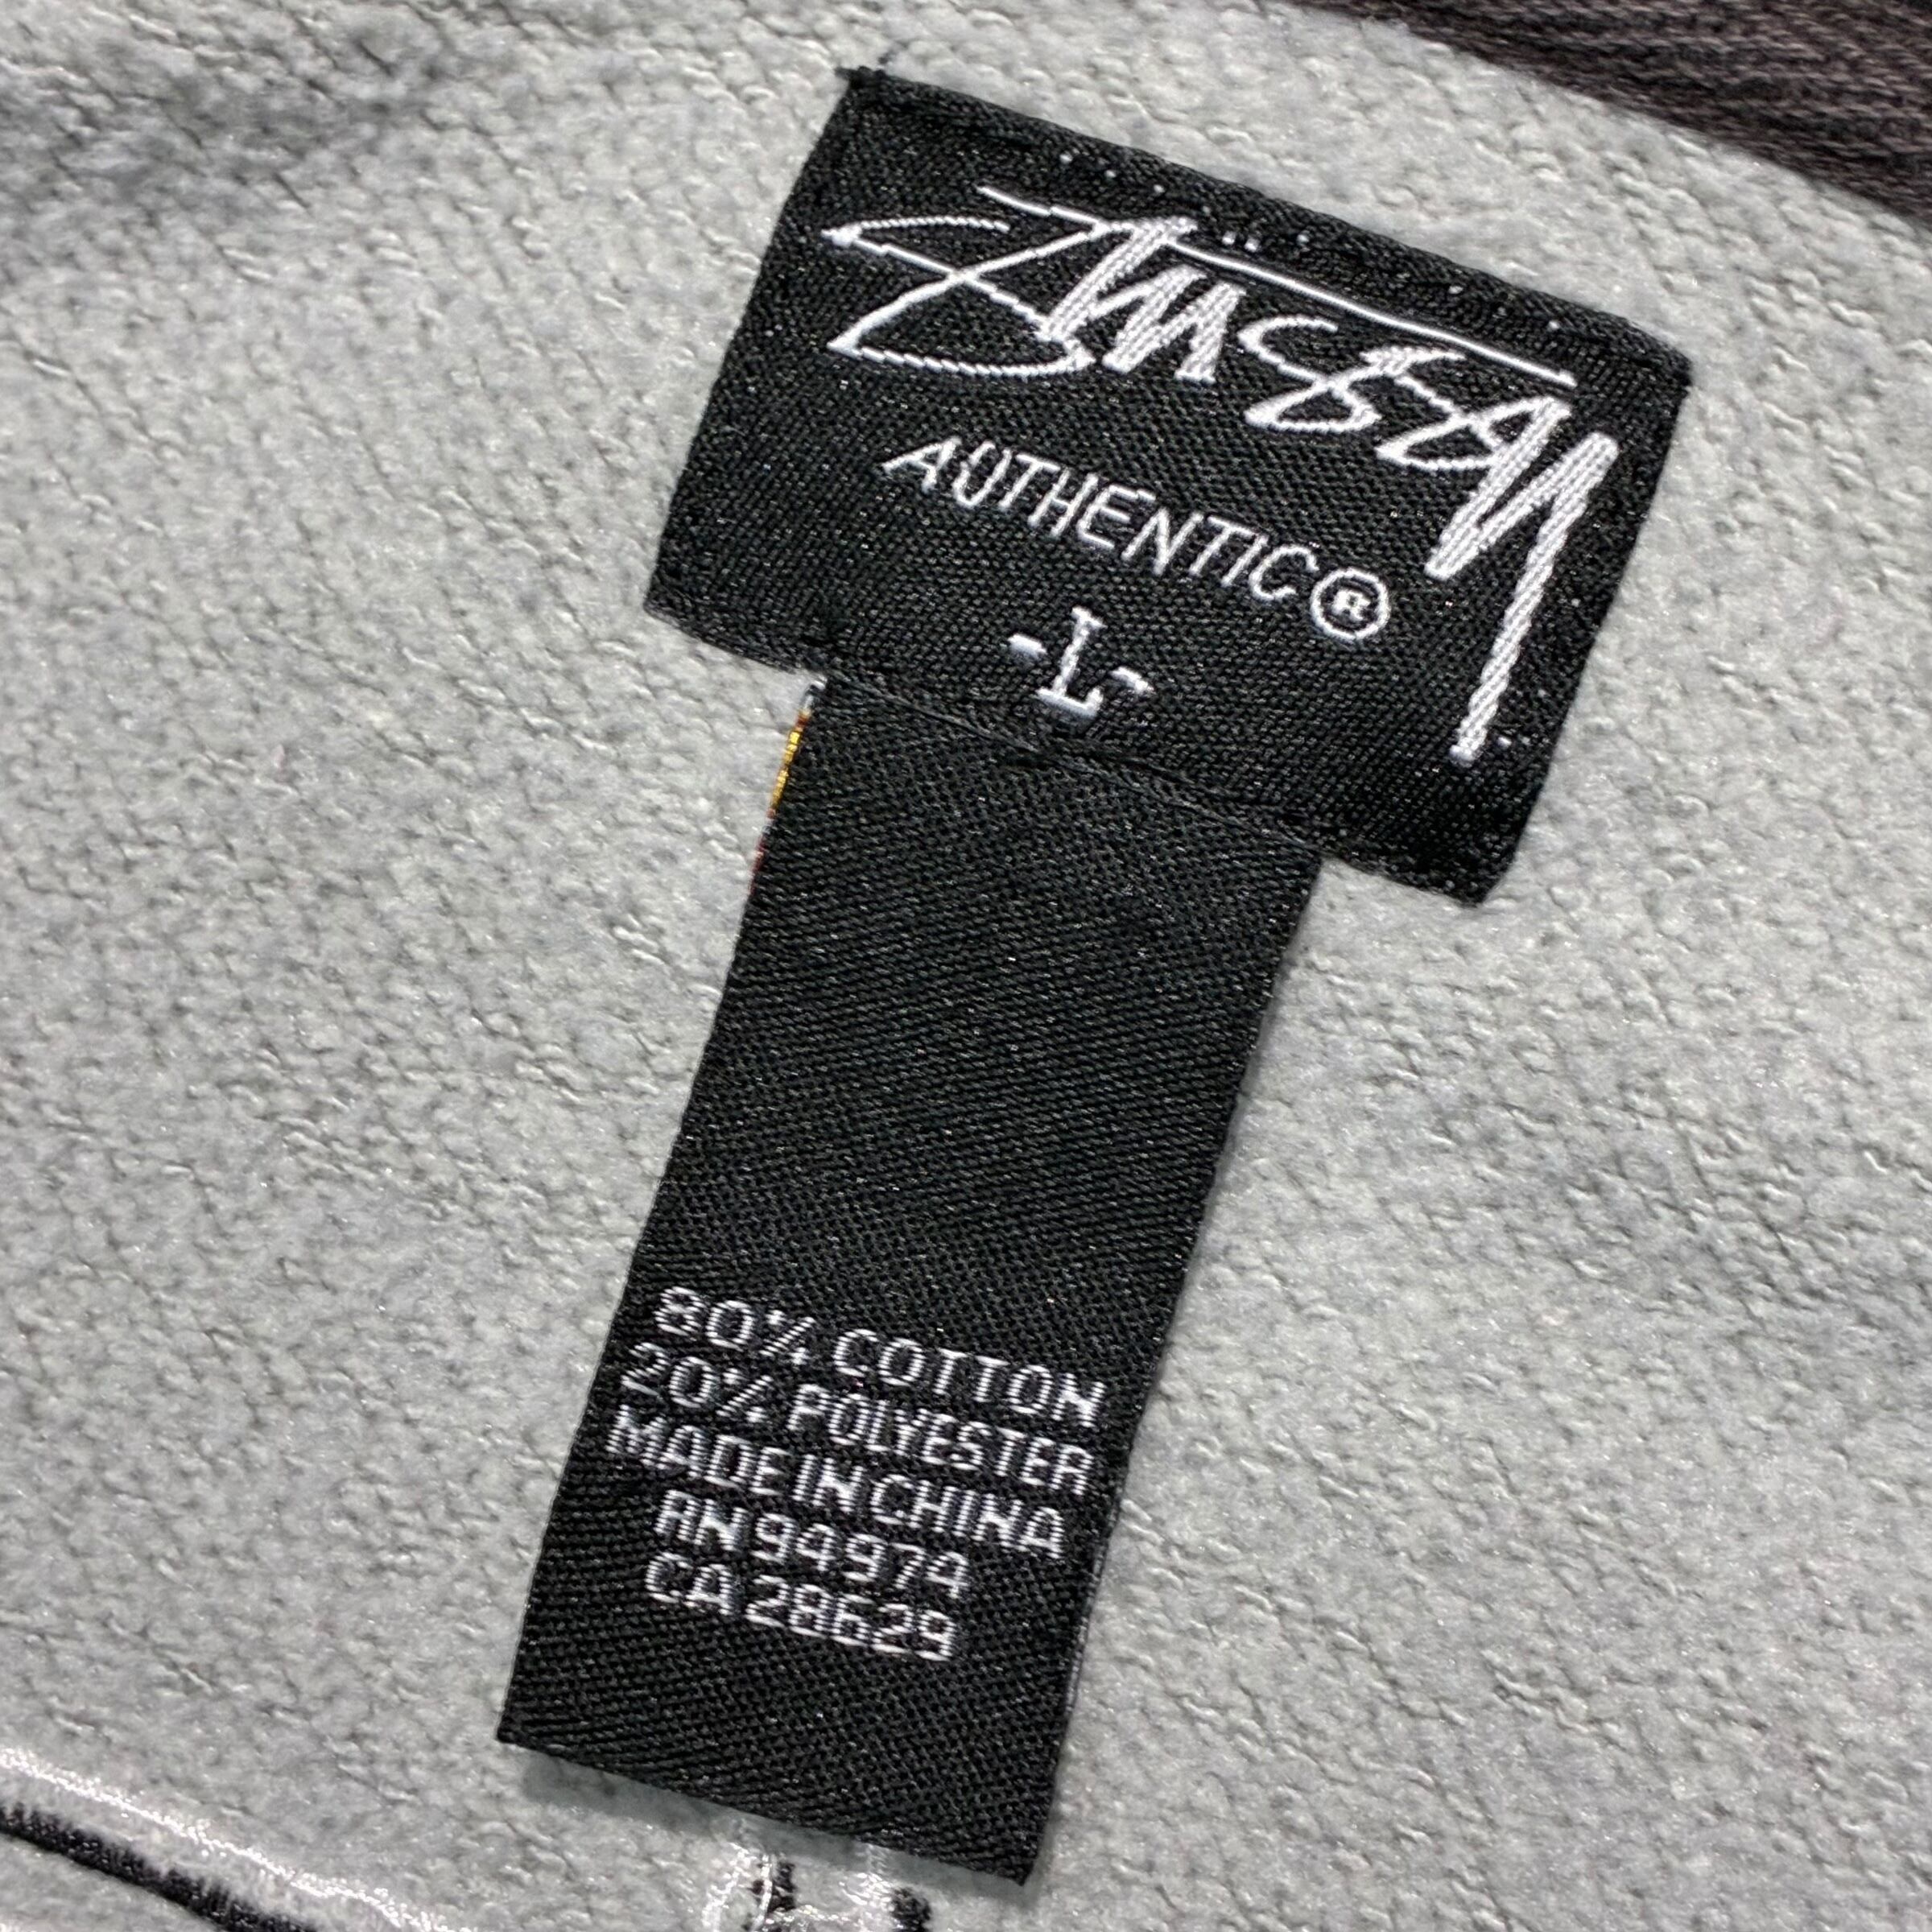 Stussy
AUTHENTIC®
-L-
80% COTTON
20% POLYESTER
MADE IN CHINA
RN 94974
CA 28629